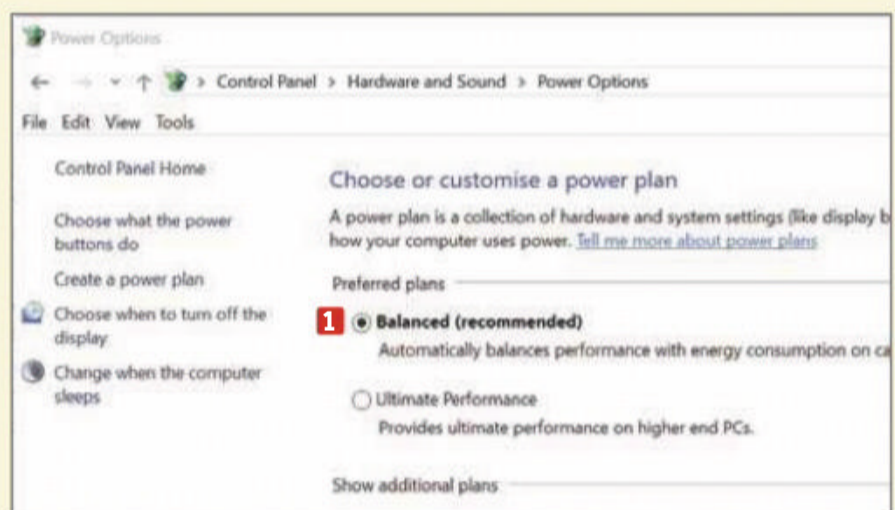 Power Options
Control Panel > Hardware and Sound > Power Options
File Edit View Tools
Control Panel Home
Choose what the power
buttons do
Create a power plan
Choose when to turn off the
display
Change when the computer
sleeps
Choose or customise a power plan
A power plan is a collection of hardware and system settings (like display b
how your computer uses power. Tell me more about power plans
Preferred plans
1 Balanced (recommended)
Automatically balances performance with energy consumption on ca
Ultimate Performance
Provides ultimate performance on higher end PCs.
Show additional plans